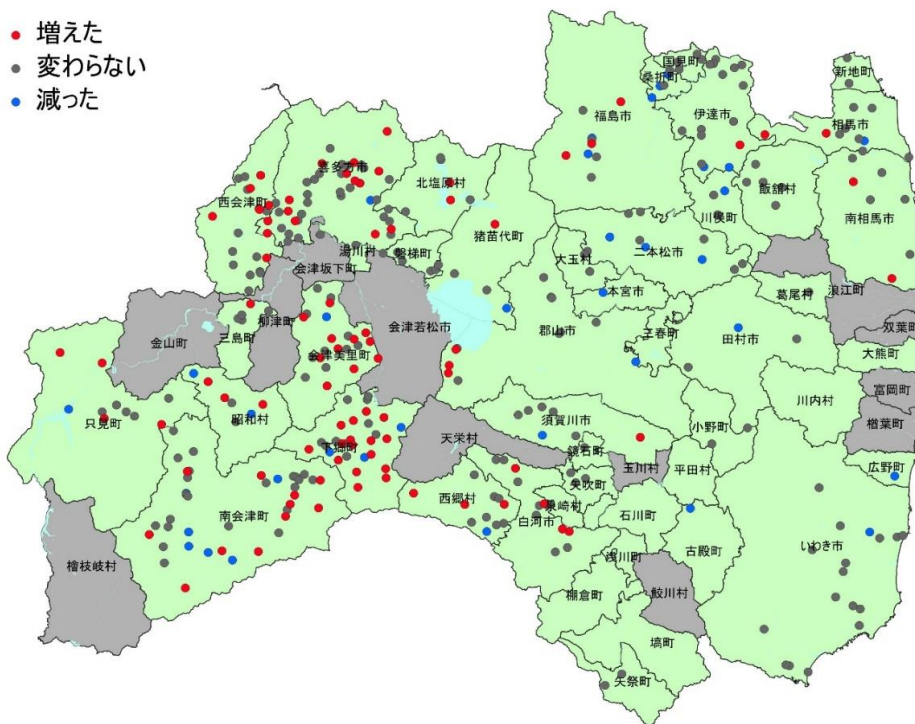 増えた
変わらない
減った
国見町
桑折町
新地町
福島市
伊達市
相馬市
喜多方市
北塩原村
西会津町
飯舘村
川俣町
南相馬市
猪苗代町
湯川村
磐梯町
大玉村
二本松市
会津坂下町
本宮市
葛尾村
浪江町
会津若松市
双葉町
金山町
三島町
柳津町
郡山市
三春町
田村市
会津美里町
大熊町
富岡町
川内村
只見町
昭和村
須賀川市
小野町
楢葉町
下郷町
天栄村
鏡石町
玉川村
平田村
広野町
矢吹町
西郷村
泉崎村
南会津町
白河市
石川町
いわき市
浅川町
古殿町
檜枝岐村
鮫川村
棚倉町
塙町
矢祭町